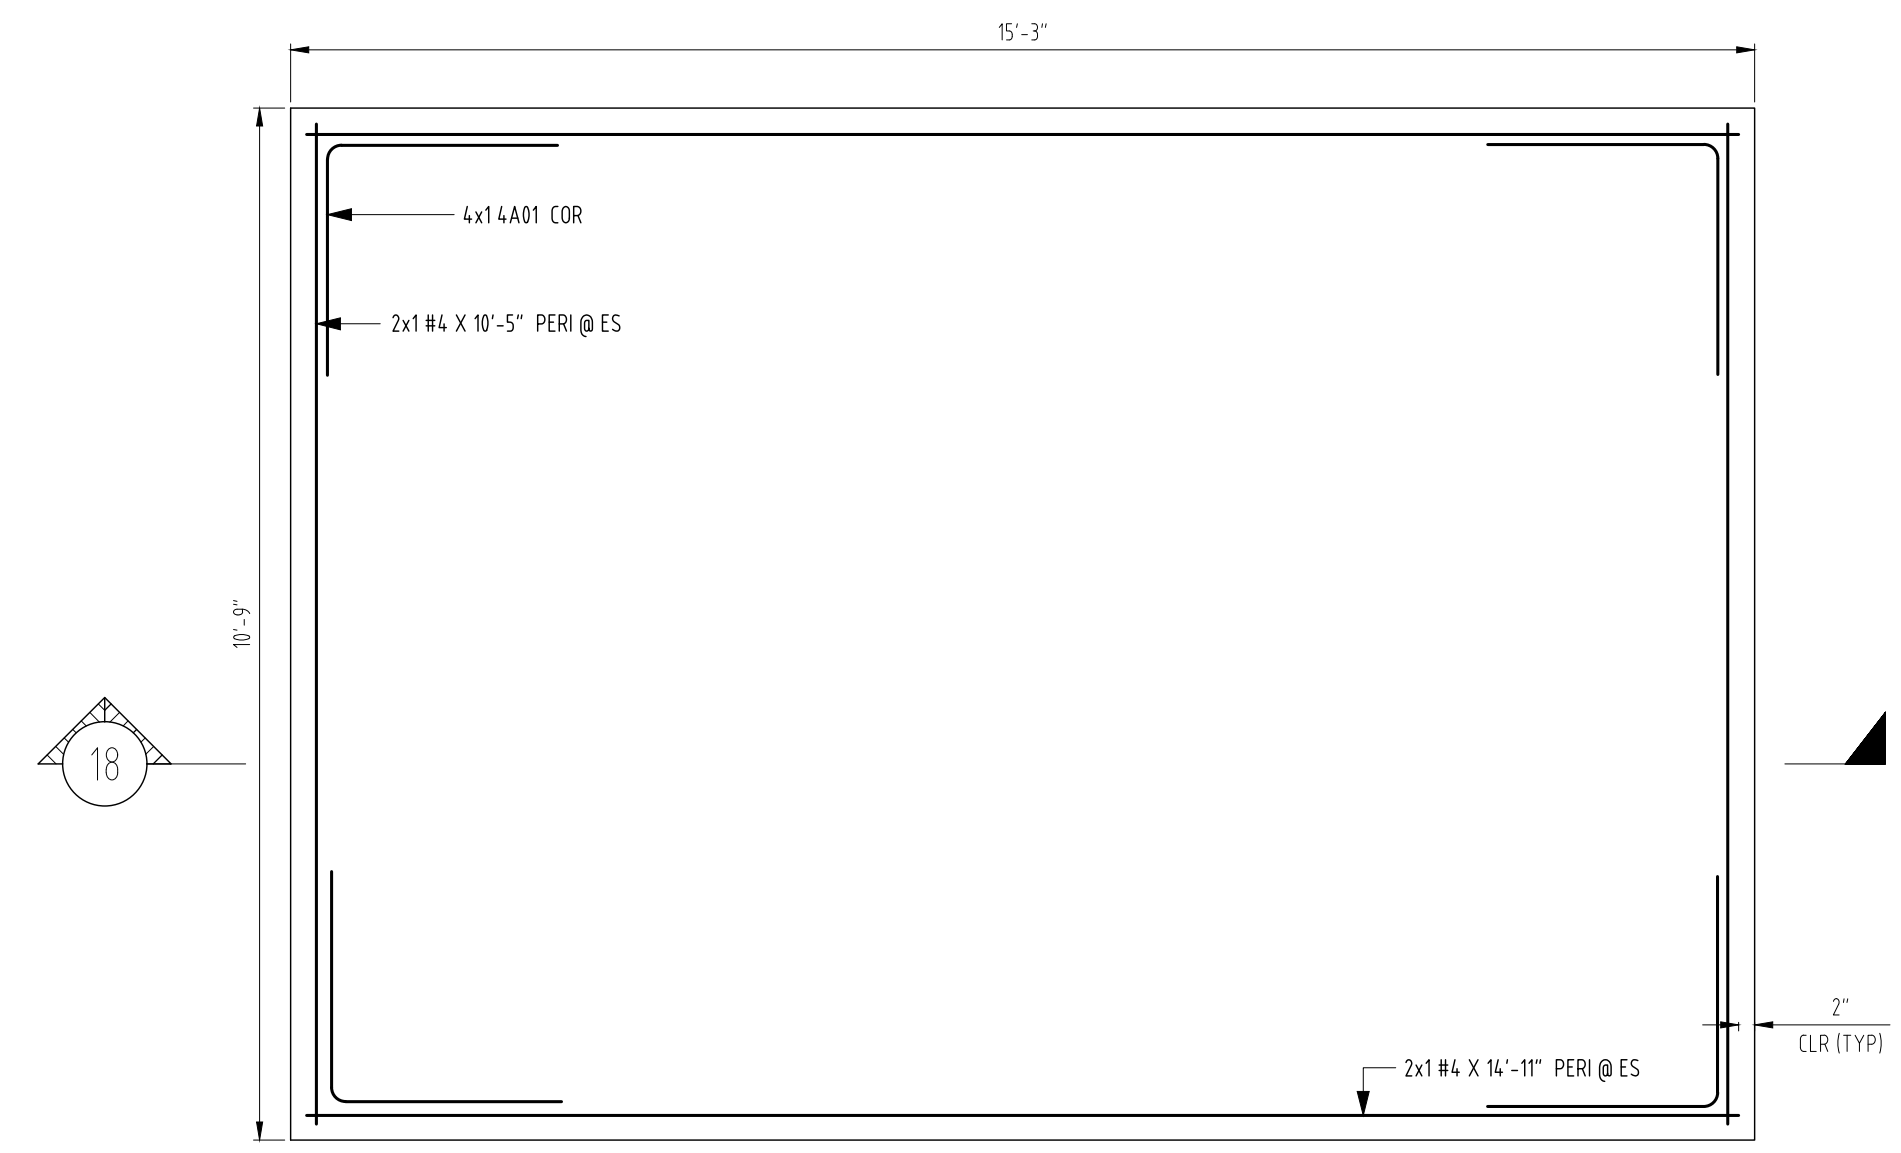 15'-3"
4x1 4A01 COR
2x1 #4 X 10'-5" PERI @ ES
10'-9"
18
2"
CLR (TYP)
2x1 #4 X 14'-11" PERI @ ES